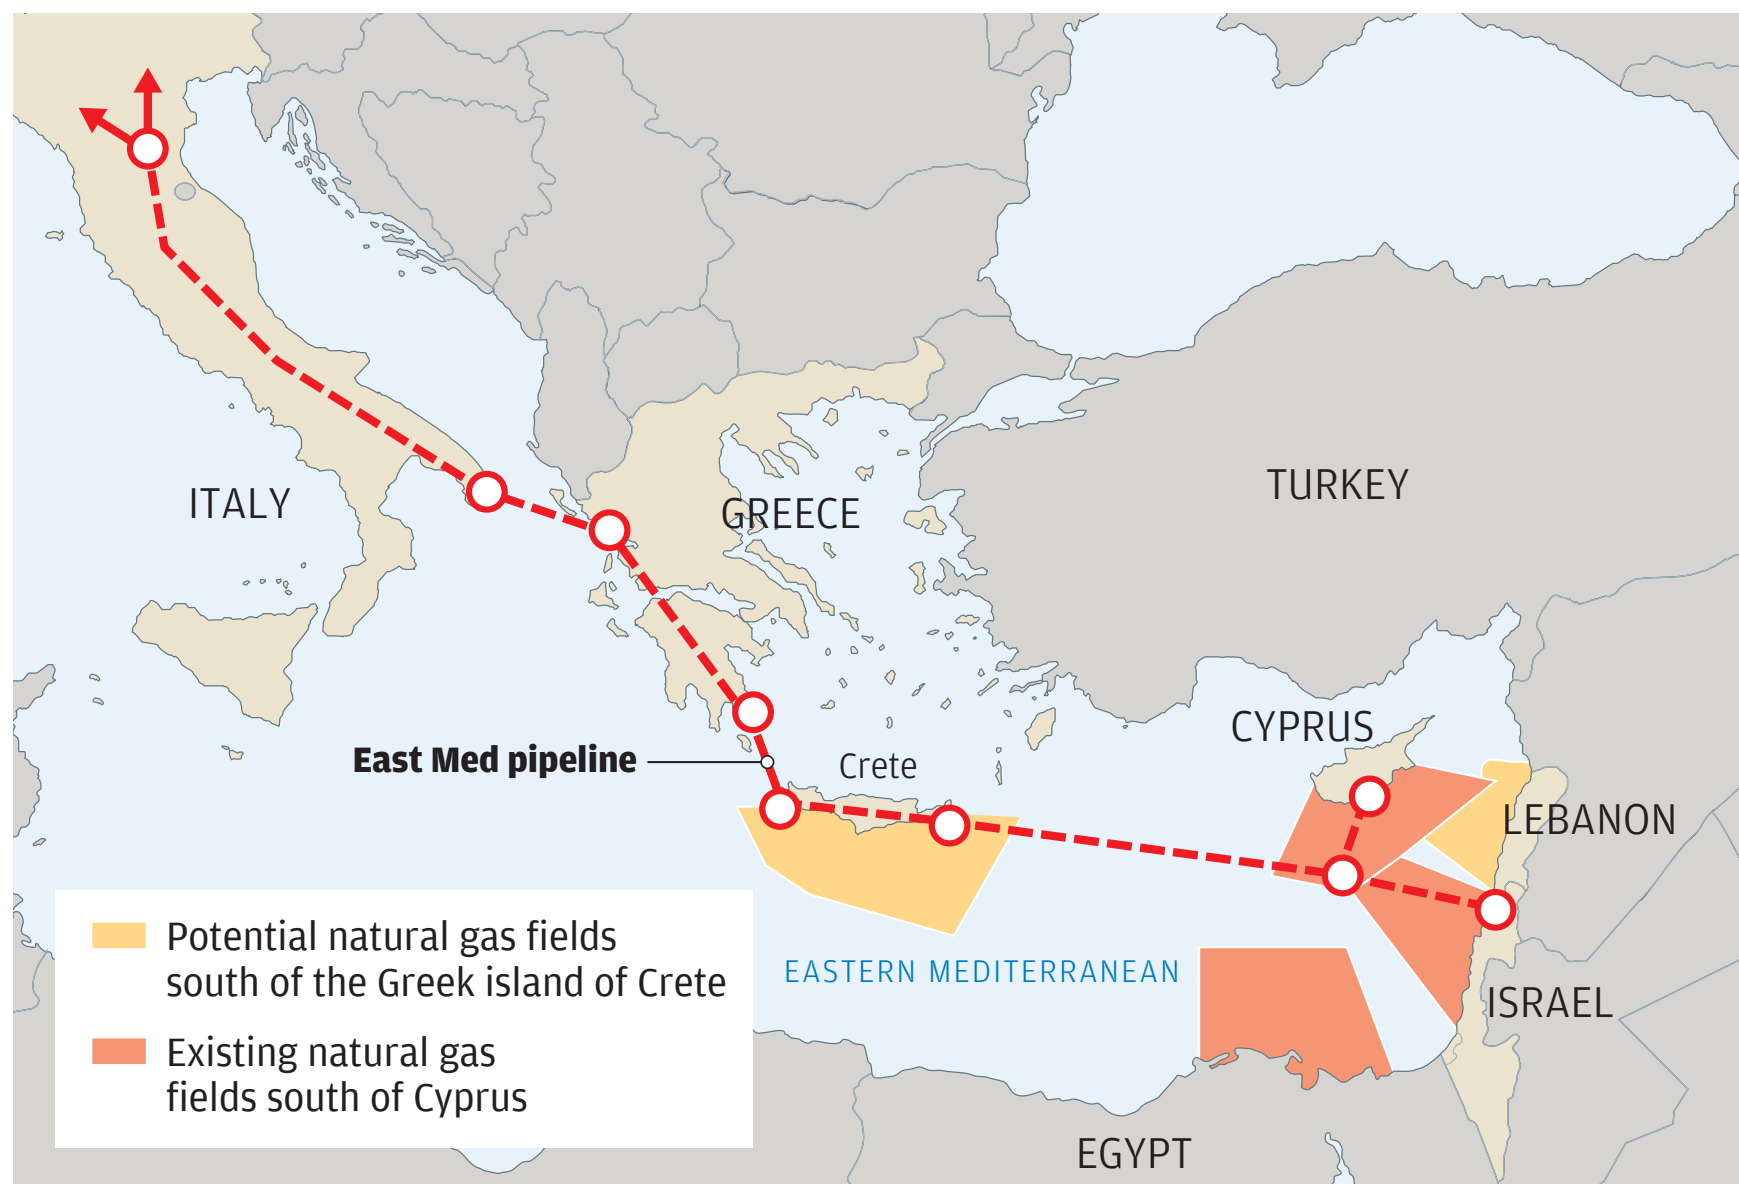 ITALY
GREECE
TURKEY
CYPRUS
East Med pipeline
Crete
LEBANON
Potential natural gas fields
south of the Greek island of Crete
EASTERN MEDITERRANEAN
ISRAEL
Existing natural gas
fields south of Cyprus
EGYPT